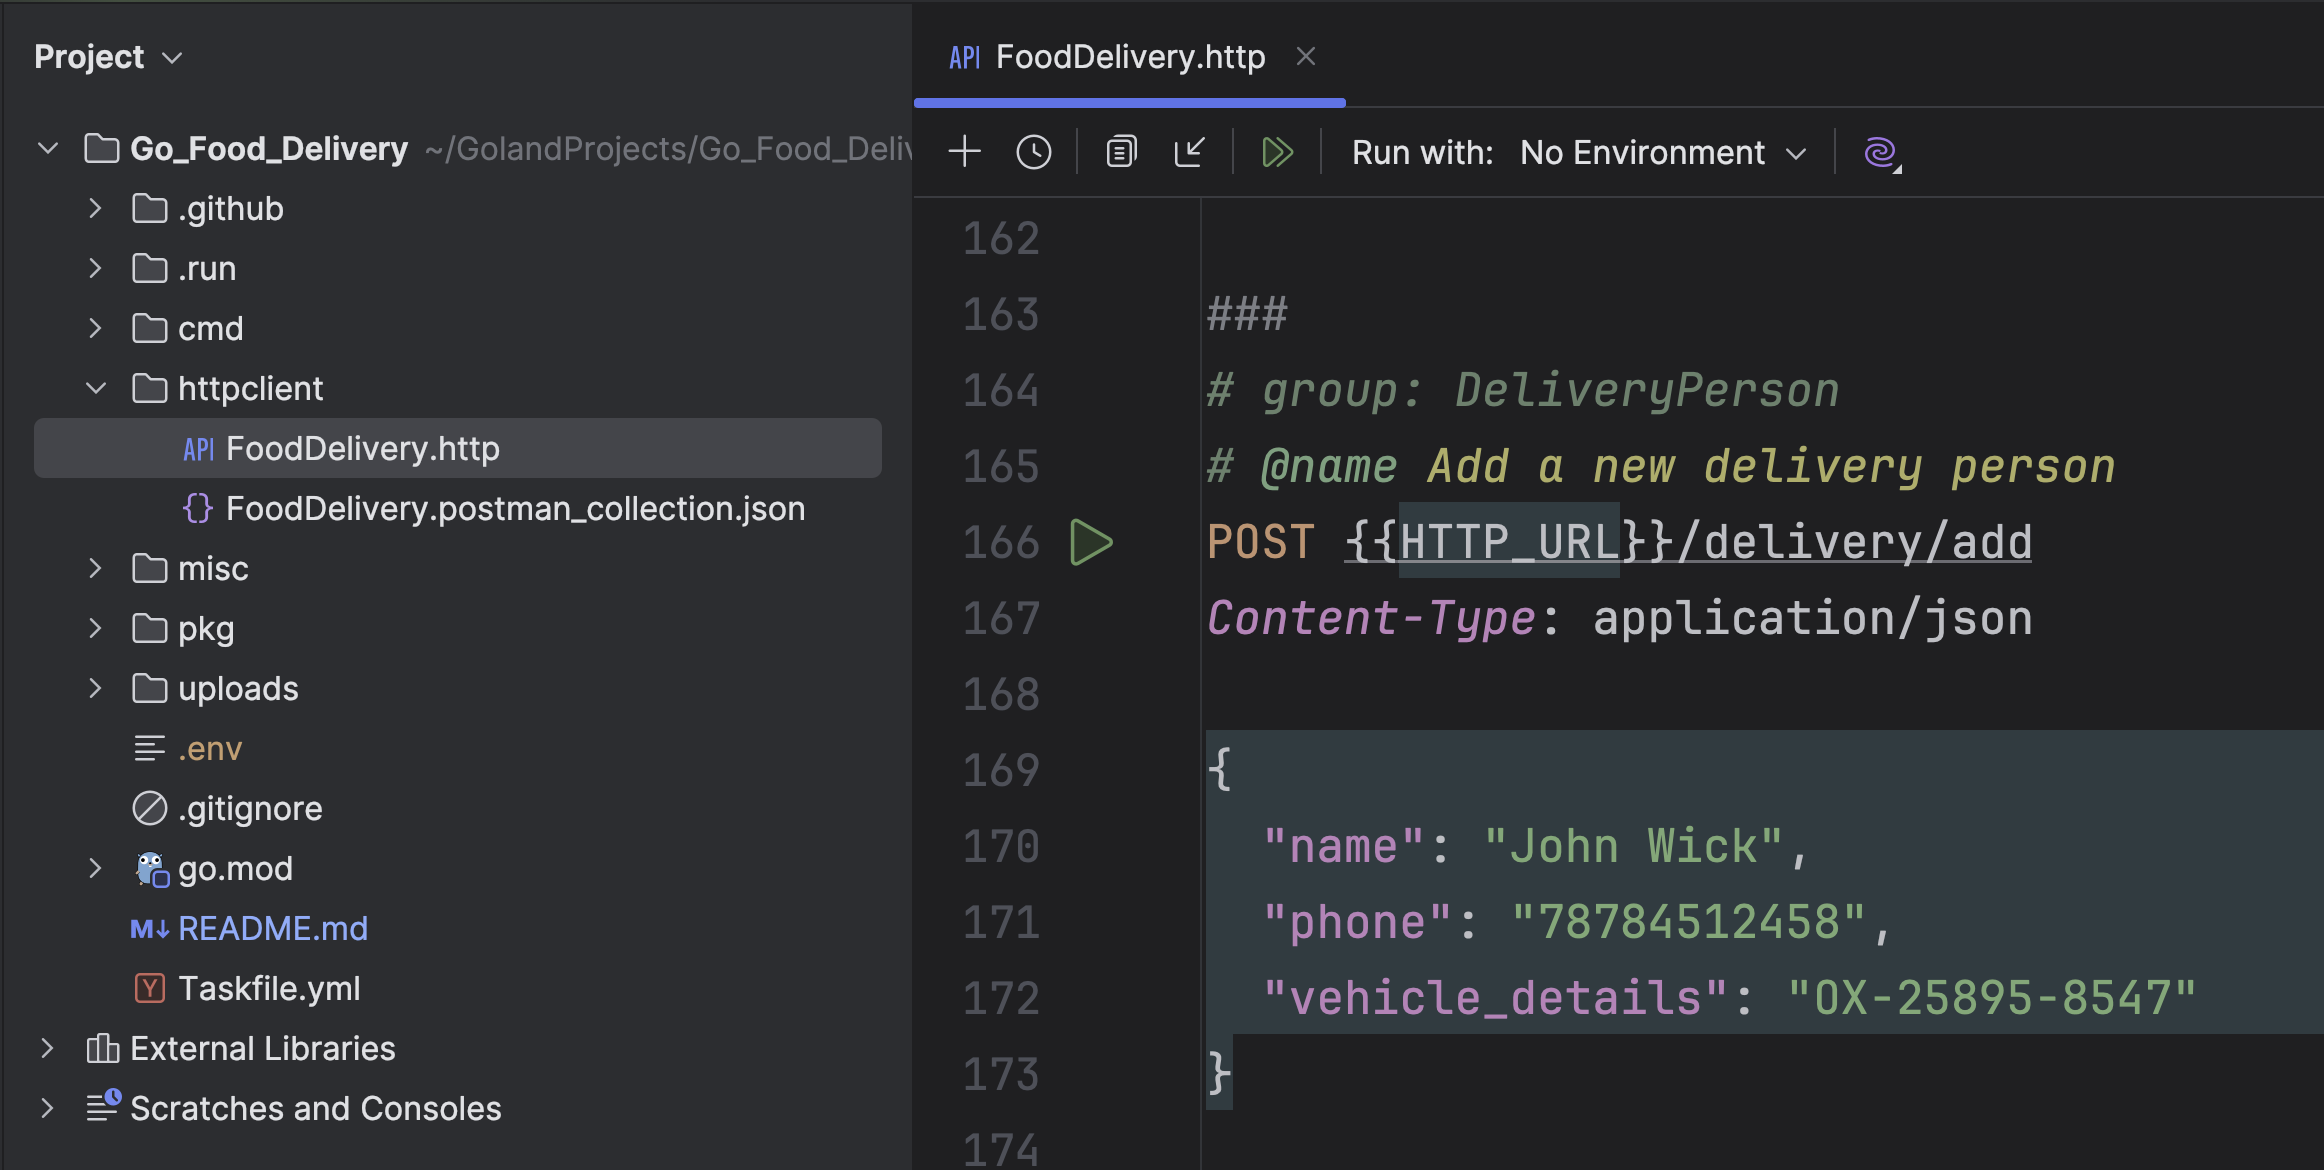 Project
Go_Food_Delivery ~/GolandProjects/Go_Food_Deliv
.github
.run
cmd
httpclient
API FoodDelivery.http
{} FoodDelivery.postman_collection.json
misc
pkg
uploads
.env
.gitignore
go.mod
M↓ README.md
Y Taskfile.yml
External Libraries
Scratches and Consoles
API FoodDelivery.http
Run with: No Environment
162
163 ###
164 # group: DeliveryPerson
165 # @name Add a new delivery person
166 POST {{HTTP_URL}}/delivery/add
167 Content-Type: application/json
168
169 {
170 "name": "John Wick",
171 "phone": "78784512458",
172 "vehicle_details": "OX-25895-8547"
173 }
174